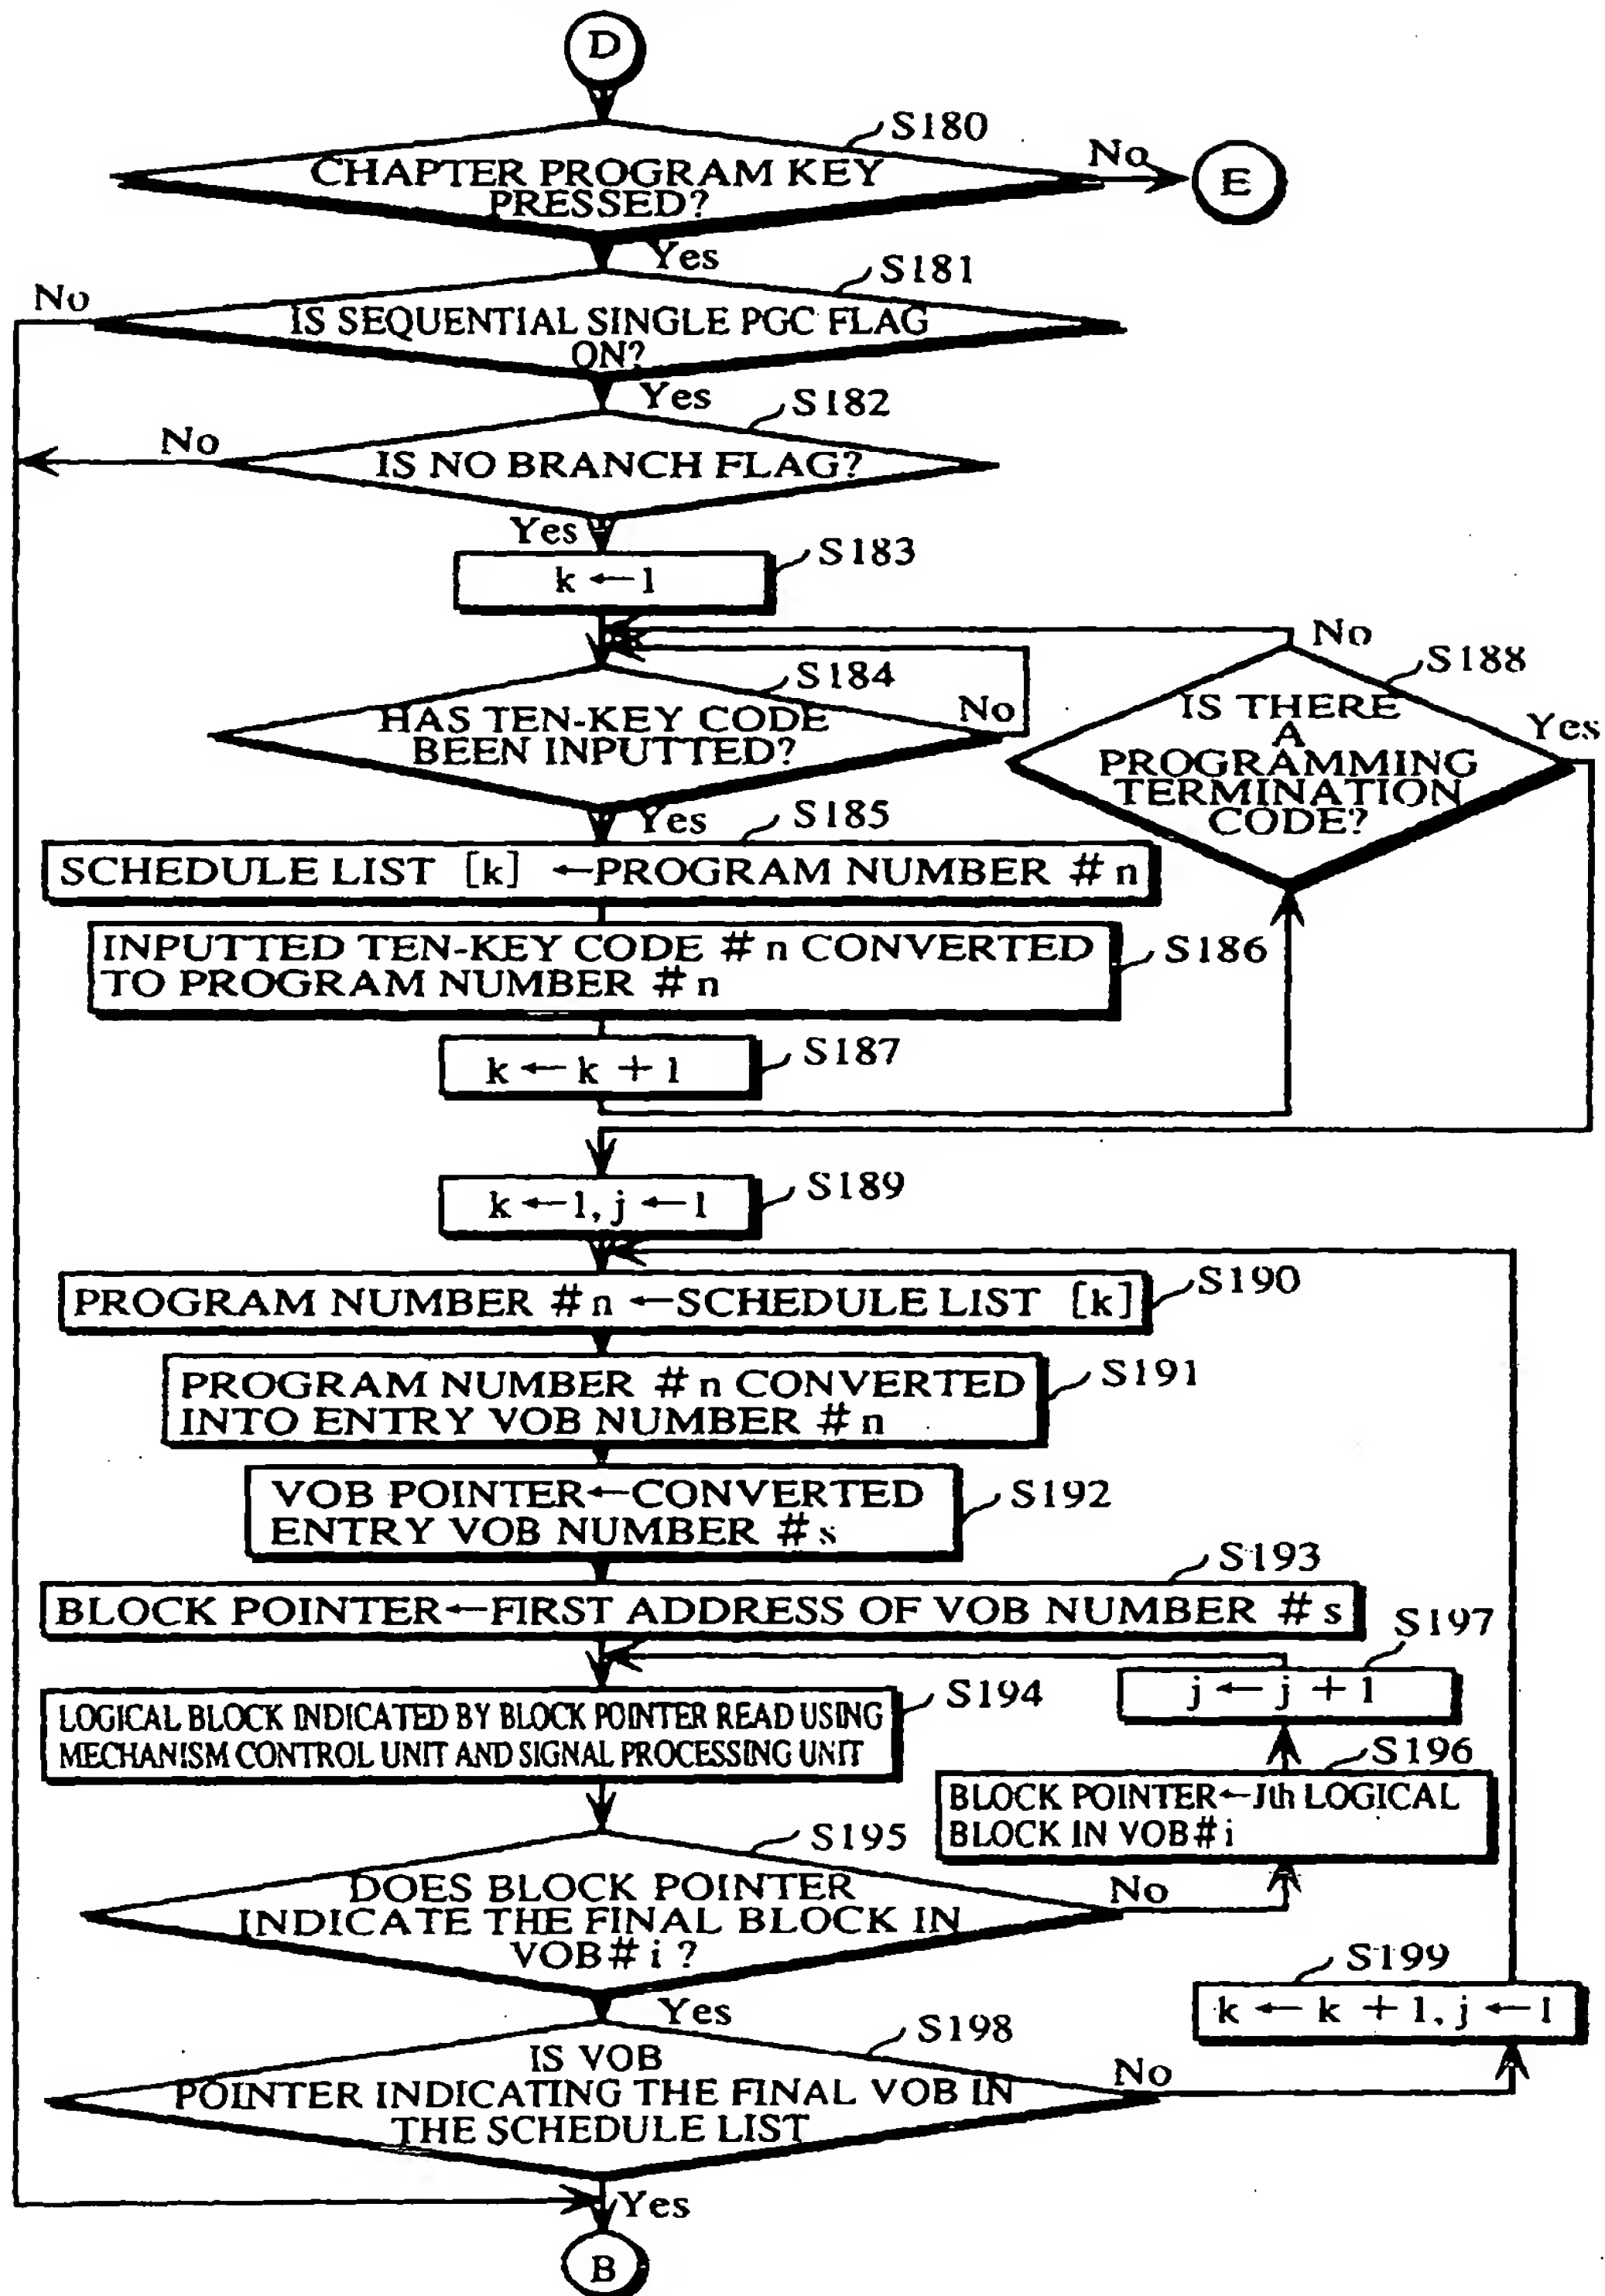 D
S180
CHAPTER PROGRAM KEY
PRESSED?
No
E
Yes
S181
No
IS SEQUENTIAL SINGLE PGC FLAG
ON?
Yes
S182
No
IS NO BRANCH FLAG?
Yes
S183
k ← 1
No
S188
S184
IS THERE
A
PROGRAMMING
TERMINATION
CODE?
Yes
HAS TEN-KEY CODE
BEEN INPUTTED?
No
Yes
S185
SCHEDULE LIST [k] ← PROGRAM NUMBER #n
INPUTTED TEN-KEY CODE #n CONVERTED
TO PROGRAM NUMBER #n
S186
S187
k ← k + 1
S189
k ← 1, j ← 1
S190
PROGRAM NUMBER #n ← SCHEDULE LIST [k]
S191
PROGRAM NUMBER #n CONVERTED
INTO ENTRY VOB NUMBER #n
VOB POINTER ← CONVERTED
ENTRY VOB NUMBER #s
S192
S193
BLOCK POINTER ← FIRST ADDRESS OF VOB NUMBER #s
S197
j ← j + 1
S194
LOGICAL BLOCK INDICATED BY BLOCK POINTER READ USING
MECHANISM CONTROL UNIT AND SIGNAL PROCESSING UNIT
S196
BLOCK POINTER ← Jth LOGICAL
BLOCK IN VOB#i
S195
DOES BLOCK POINTER
INDICATE THE FINAL BLOCK IN
VOB#i ?
No
Yes
S199
k ← k + 1, j ← 1
S198
IS VOB
POINTER INDICATING THE FINAL VOB IN
THE SCHEDULE LIST
No
Yes
B